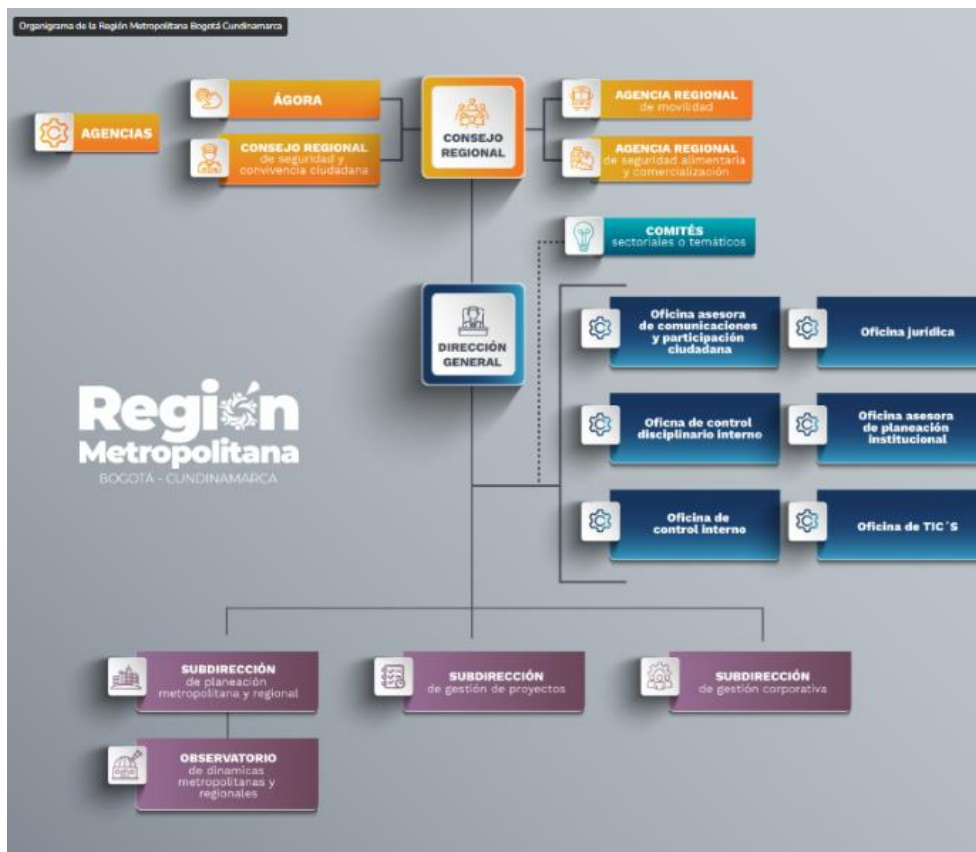 Organigrama de la Región Metropolitana Bogotá Cundinamarca
AGENCIAS
ÁGORA
CONSEJO REGIONAL
de seguridad y
convivencia ciudadana
CONSEJO
REGIONAL
AGENCIA REGIONAL
de movilidad
AGENCIA REGIONAL
de seguridad alimentaria
y comercialización
COMITÉS
sectoriales o temáticos
DIRECCIÓN
GENERAL
Oficina asesora
de comunicaciones
y participación
ciudadana
Oficina jurídica
Oficna de control
disciplinario interno
Oficina asesora
de planeación
institucional
Oficina de
control interno
Oficina de TIC´S
Región
Metropolitana
BOGOTÁ - CUNDINAMARCA
SUBDIRECCIÓN
de planeación
metropolitana y regional
SUBDIRECCIÓN
de gestión de proyectos
SUBDIRECCIÓN
de gestión corporativa
OBSERVATORIO
de dinamicas
metropolitanas y
regionales